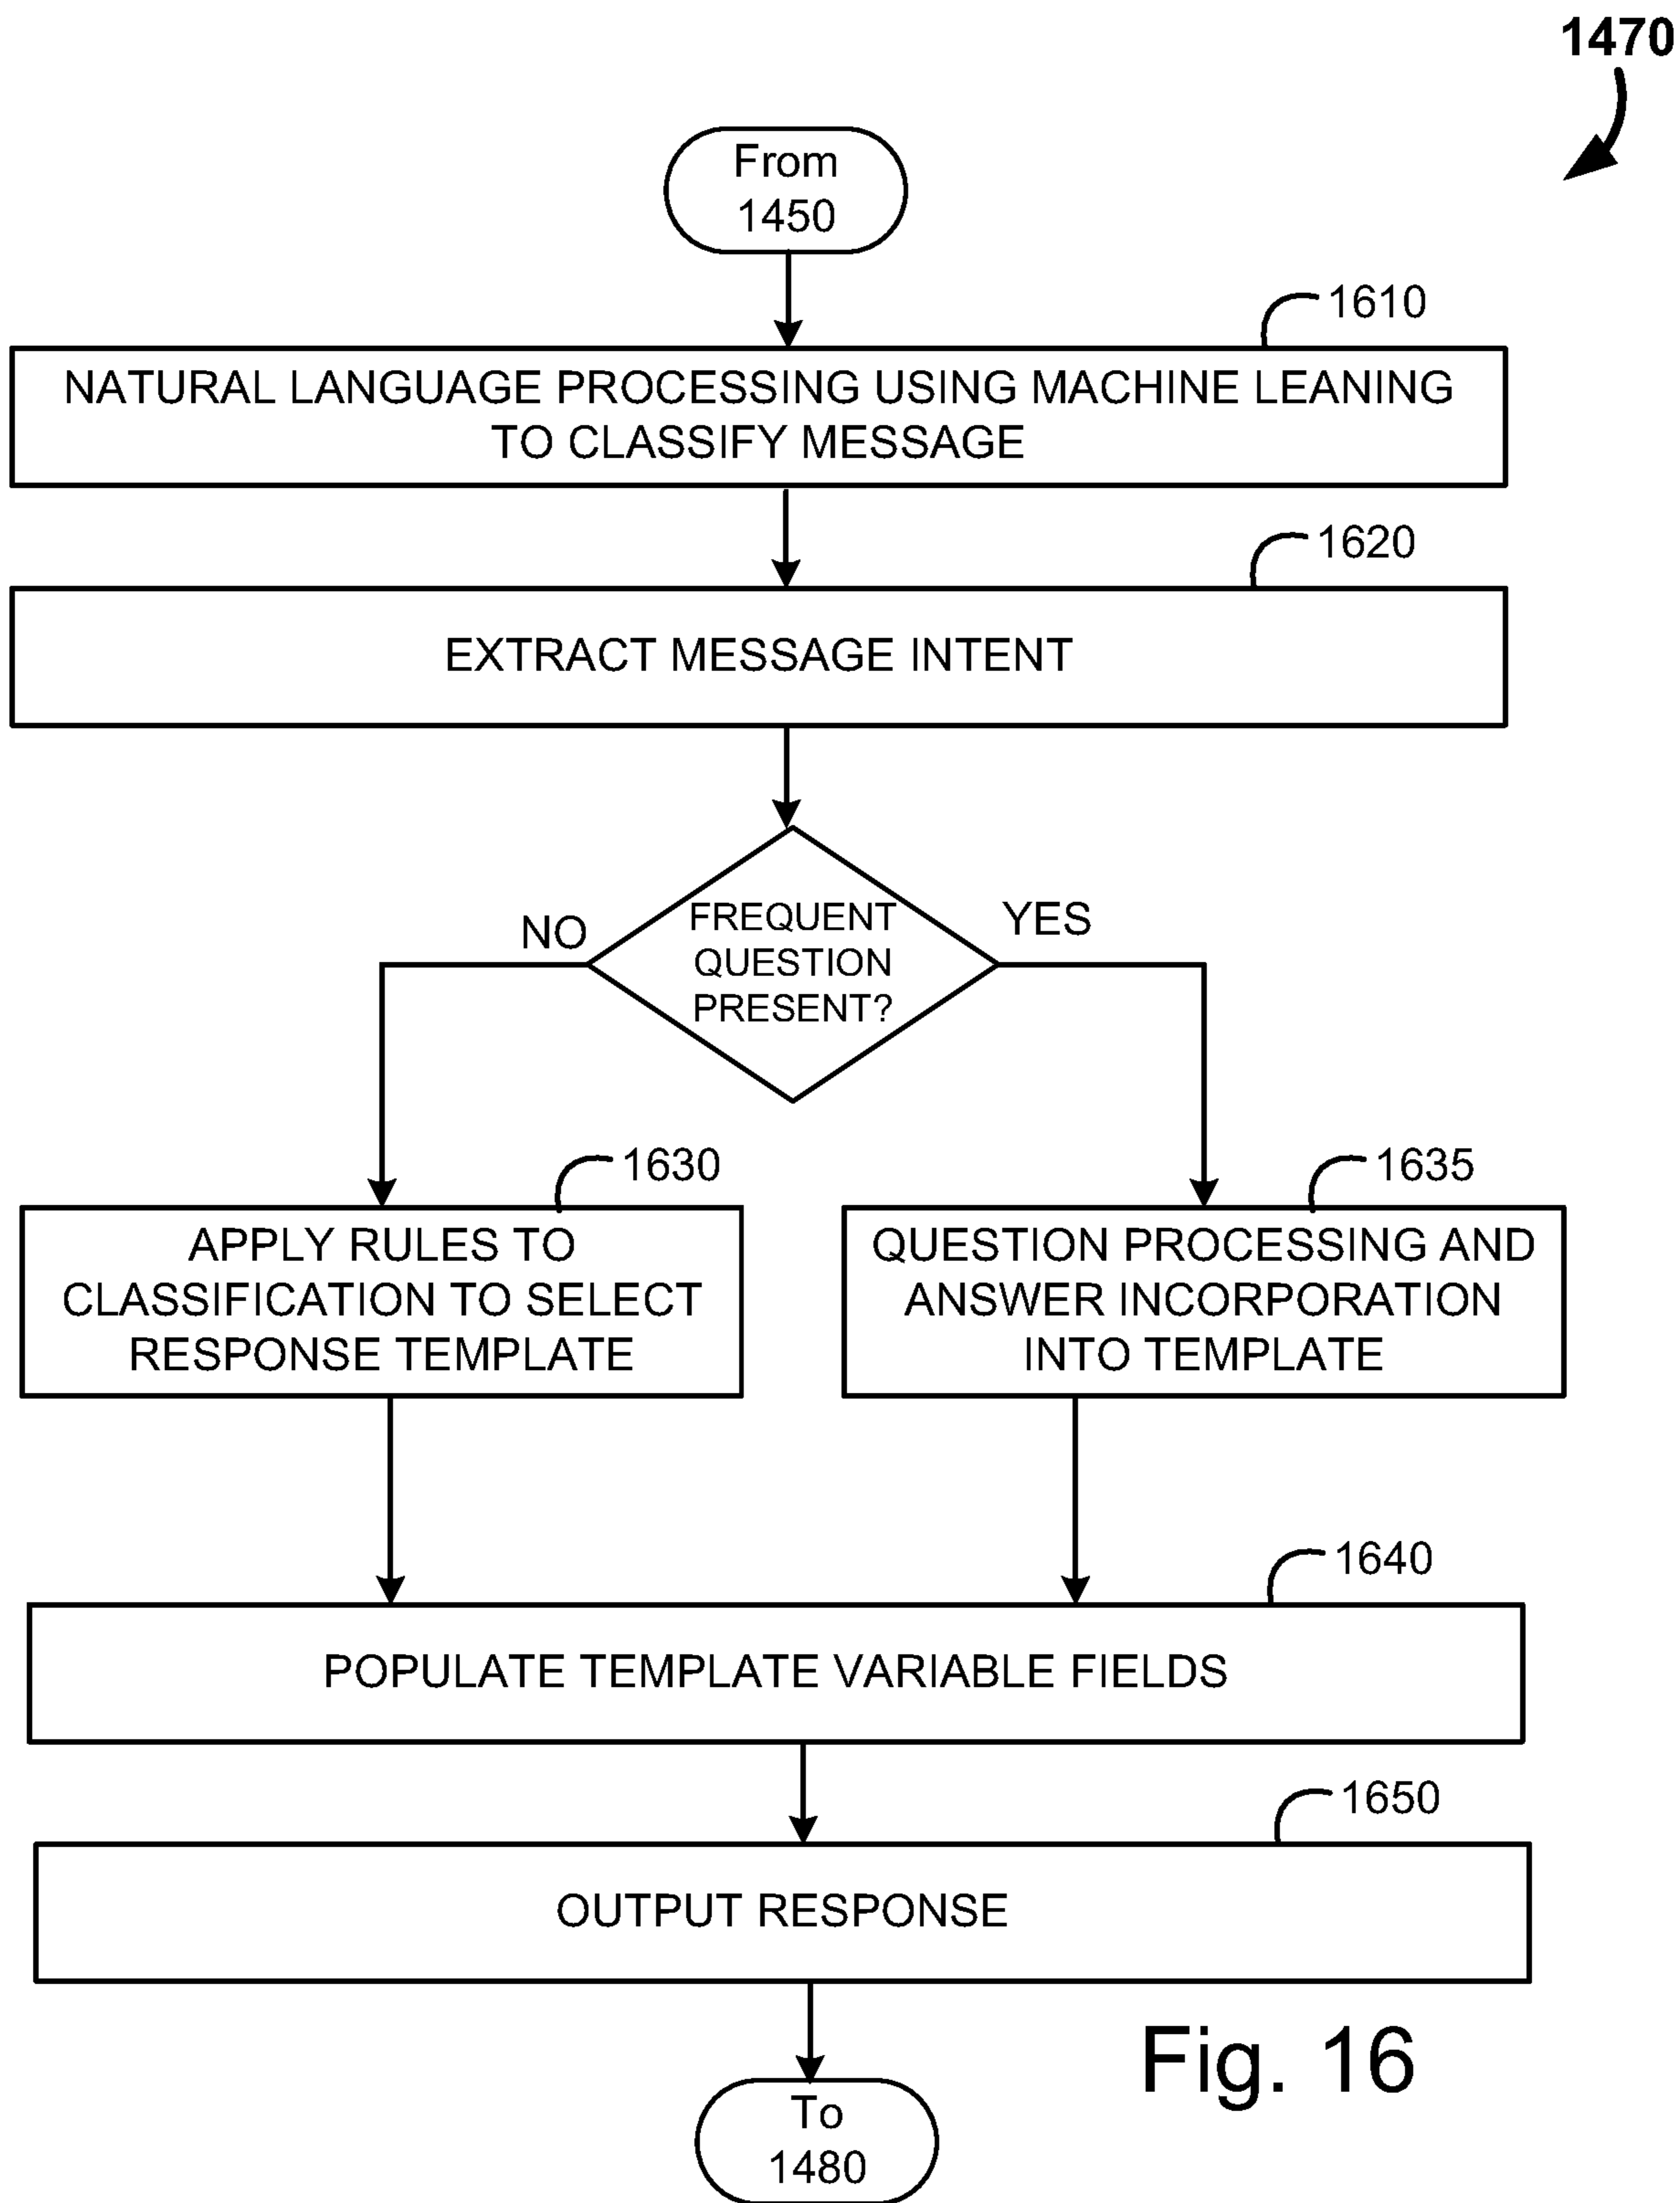 1470
From
1450
1610
NATURAL LANGUAGE PROCESSING USING MACHINE LEANING
TO CLASSIFY MESSAGE
1620
EXTRACT MESSAGE INTENT
NO
FREQUENT
QUESTION
PRESENT?
YES
1630
APPLY RULES TO
CLASSIFICATION TO SELECT
RESPONSE TEMPLATE
1635
QUESTION PROCESSING AND
ANSWER INCORPORATION
INTO TEMPLATE
1640
POPULATE TEMPLATE VARIABLE FIELDS
1650
OUTPUT RESPONSE
Fig. 16
To
1480